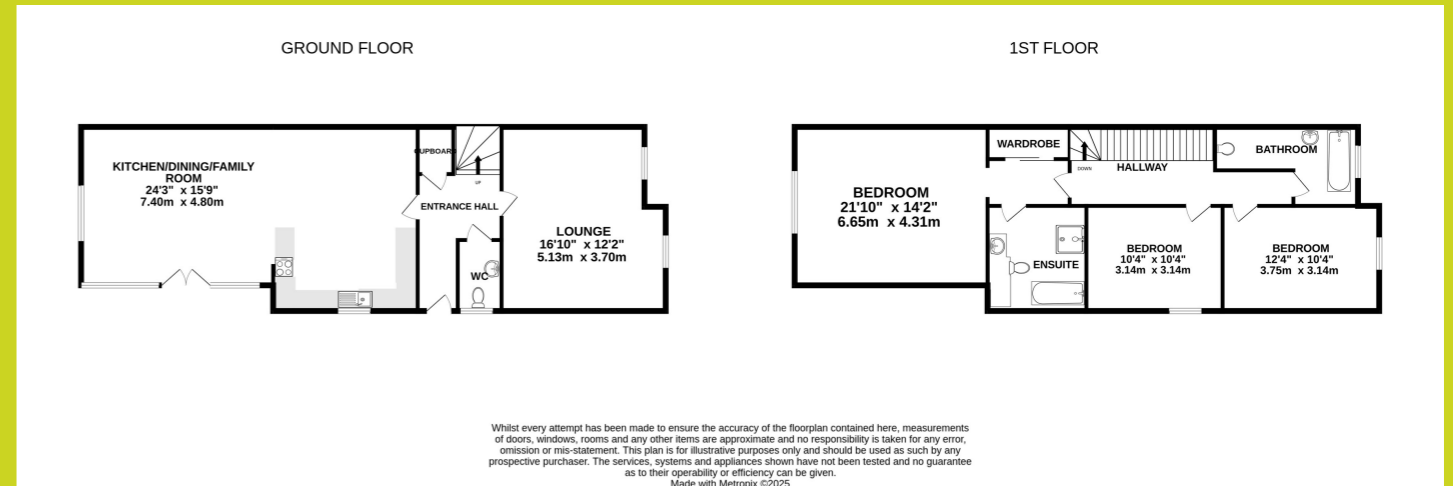 GROUND FLOOR
KITCHEN/DINING/FAMILY
ROOM
24'3" x 15'9"
7.40m x 4.80m
CUPBOARD
UP
ENTRANCE HALL
WC
LOUNGE
16'10" x 12'2"
5.13m x 3.70m
1ST FLOOR
BEDROOM
21'10" x 14'2"
6.65m x 4.31m
WARDROBE
DOWN
HALLWAY
BATHROOM
ENSUITE
BEDROOM
10'4" x 10'4"
3.14m x 3.14m
BEDROOM
12'4" x 10'4"
3.75m x 3.14m
Whilst every attempt has been made to ensure the accuracy of the floorplan contained here, measurements
of doors, windows, rooms and any other items are approximate and no responsibility is taken for any error,
omission or mis-statement. This plan is for illustrative purposes only and should be used as such by any
prospective purchaser. The services, systems and appliances shown have not been tested and no guarantee
as to their operability or efficiency can be given.
Made with Metropix ©2025